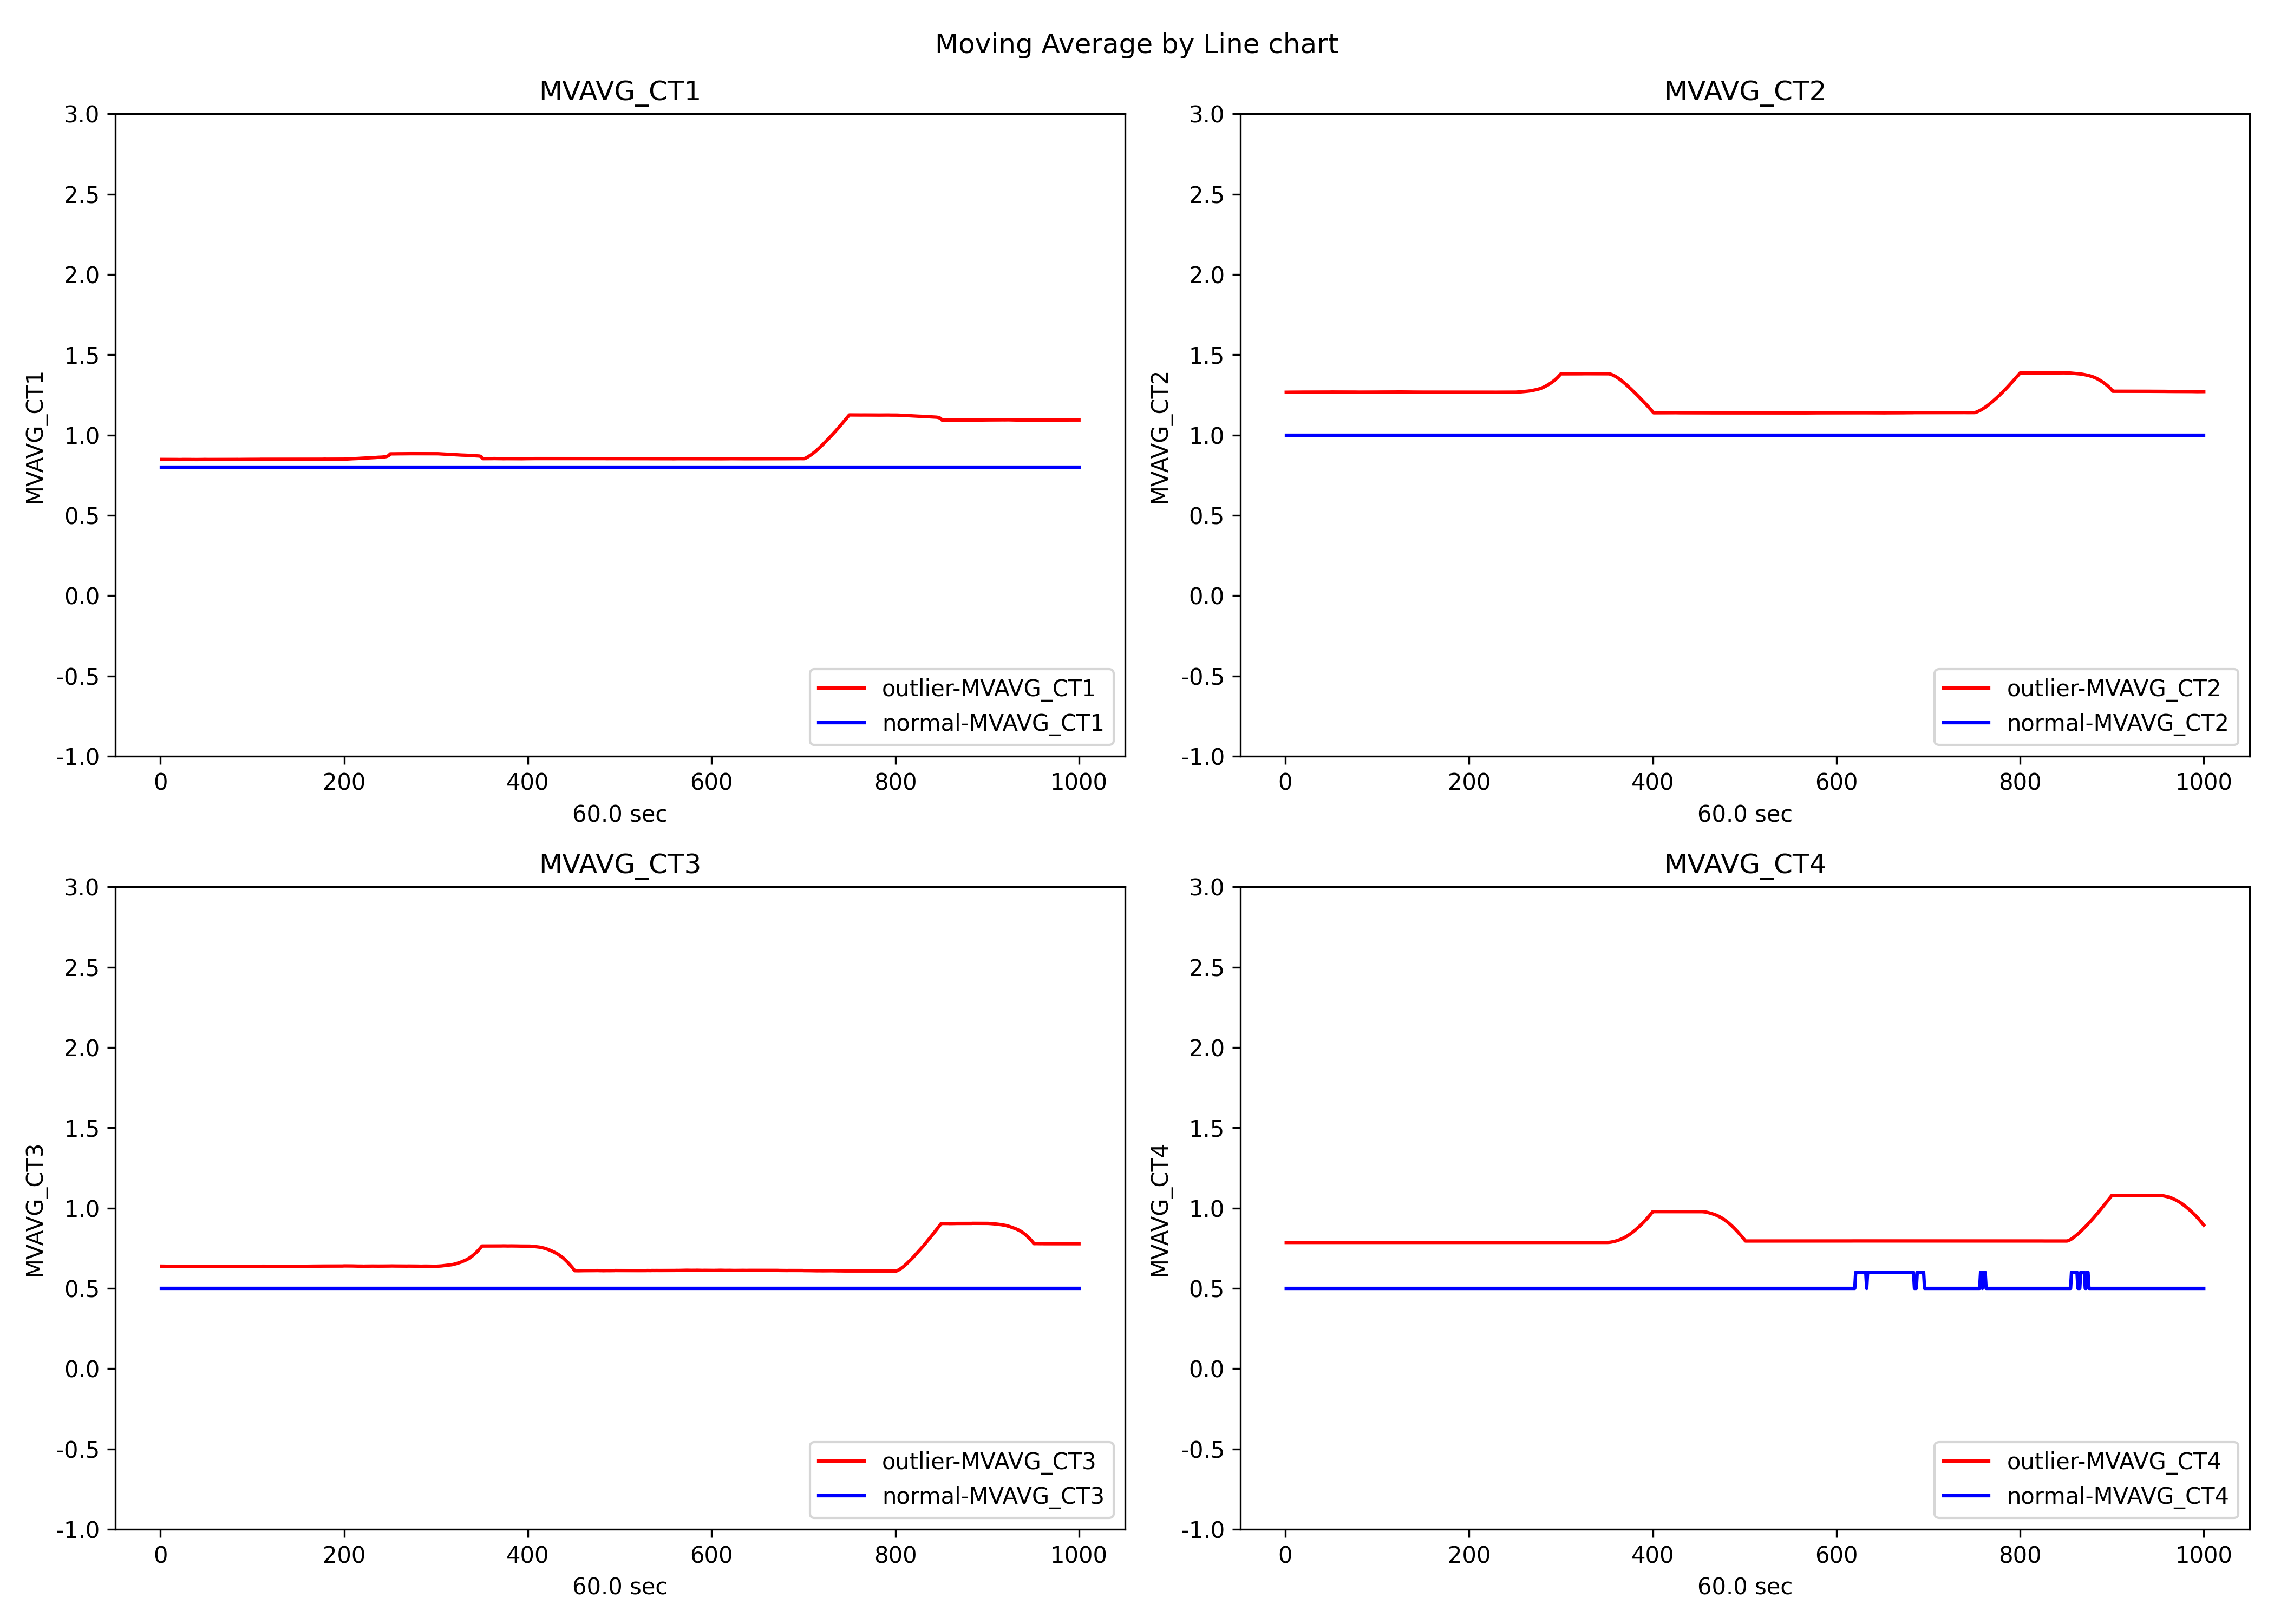 Moving Average by Line chart
MVAVG_CT1
MVAVG_CT1
3.0
2.5
2.0
1.5
1.0
0.5
0.0
-0.5
-1.0
outlier-MVAVG_CT1
normal-MVAVG_CT1
0 200 400 600 800 1000
60.0 sec
MVAVG_CT2
MVAVG_CT2
3.0
2.5
2.0
1.5
1.0
0.5
0.0
-0.5
-1.0
outlier-MVAVG_CT2
normal-MVAVG_CT2
0 200 400 600 800 1000
60.0 sec
MVAVG_CT3
MVAVG_CT3
3.0
2.5
2.0
1.5
1.0
0.5
0.0
-0.5
-1.0
outlier-MVAVG_CT3
normal-MVAVG_CT3
0 200 400 600 800 1000
60.0 sec
MVAVG_CT4
MVAVG_CT4
3.0
2.5
2.0
1.5
1.0
0.5
0.0
-0.5
-1.0
outlier-MVAVG_CT4
normal-MVAVG_CT4
0 200 400 600 800 1000
60.0 sec